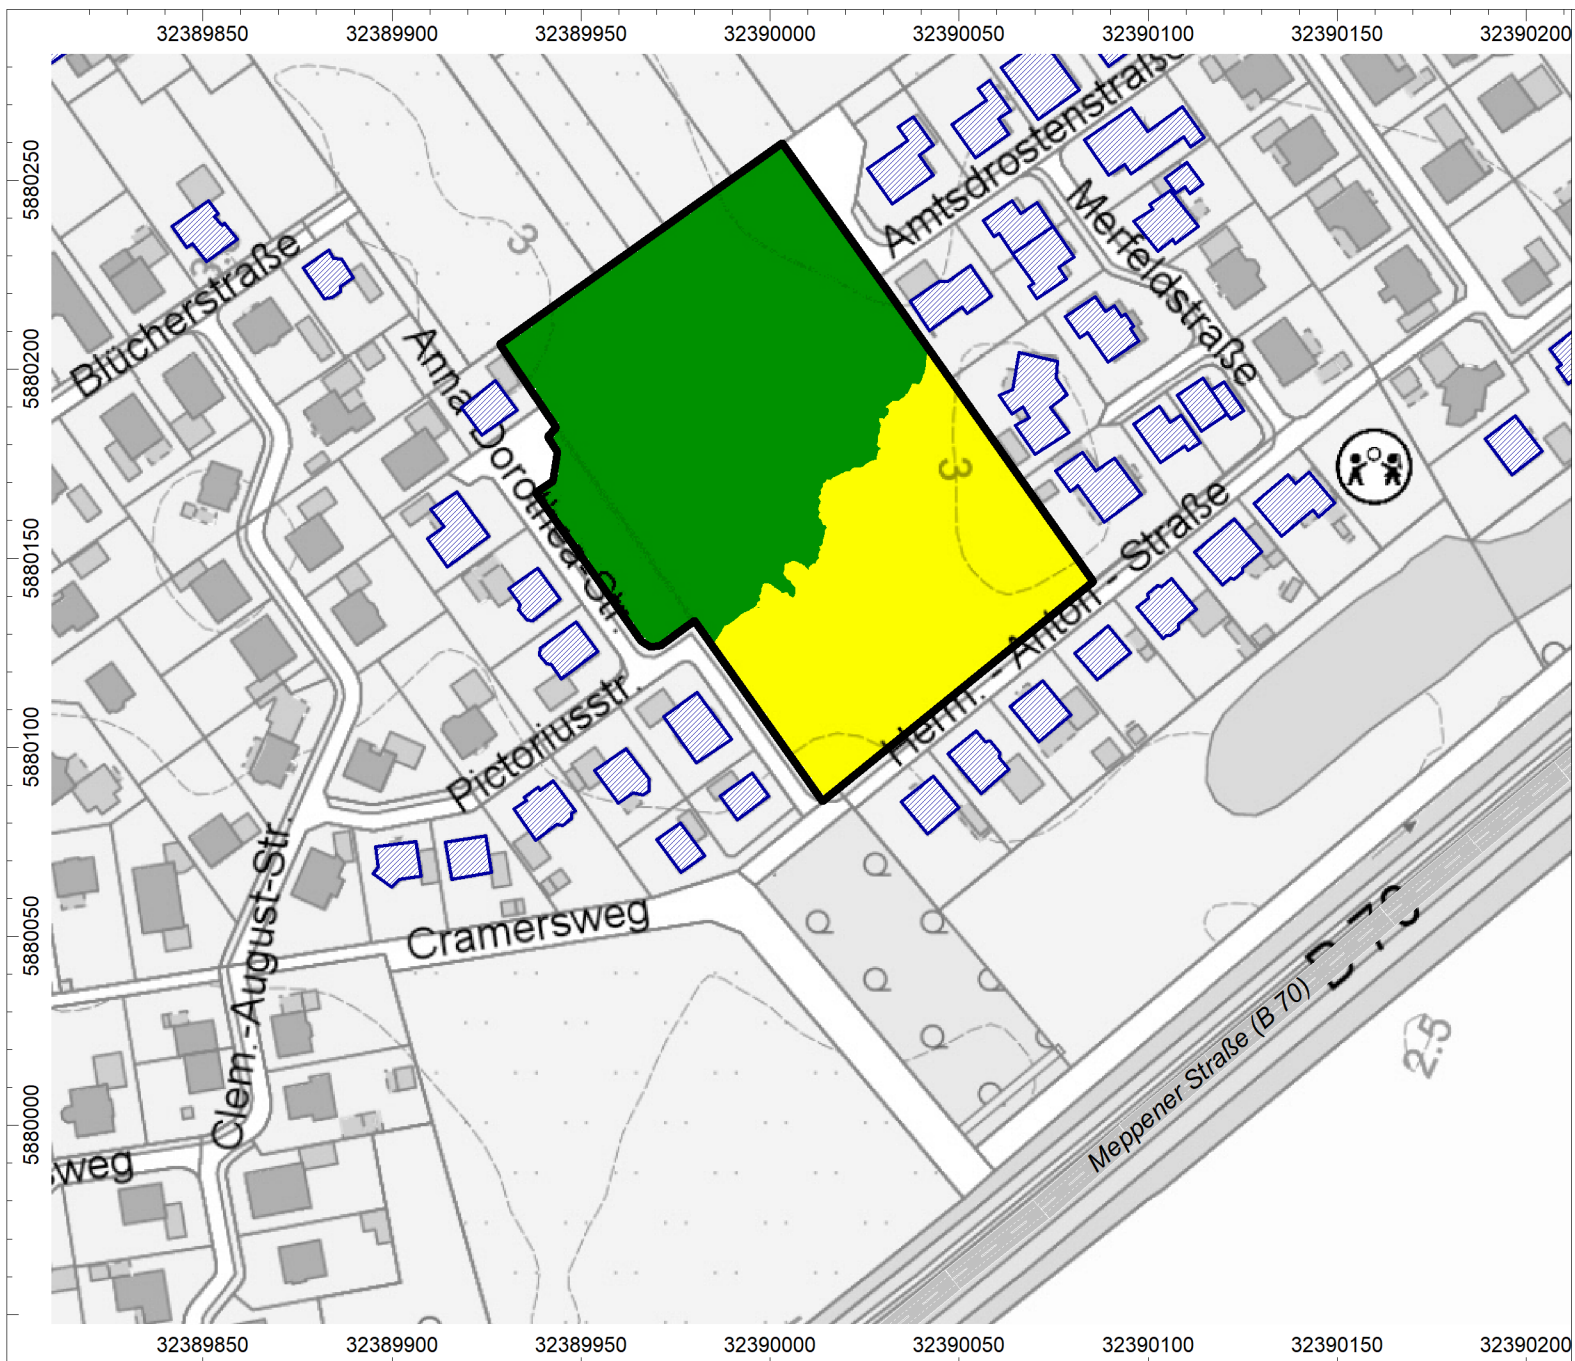 32389850 32389900 32389950 32390000 32390050 32390100 32390150 32390200
5880250
5880200
5880150
5880100
5880050
5880000
Amtsdrostenstraße
Merfeldstraße
Blücherstraße
3
3
Anna-Dorothea-Str.
Herm.-Anton-Straße
Pictoriusstr.
Clem.-August-Str.
Cramersweg
sweg
Meppener Straße (B 70)
2.5
32389850 32389900 32389950 32390000 32390050 32390100 32390150 32390200